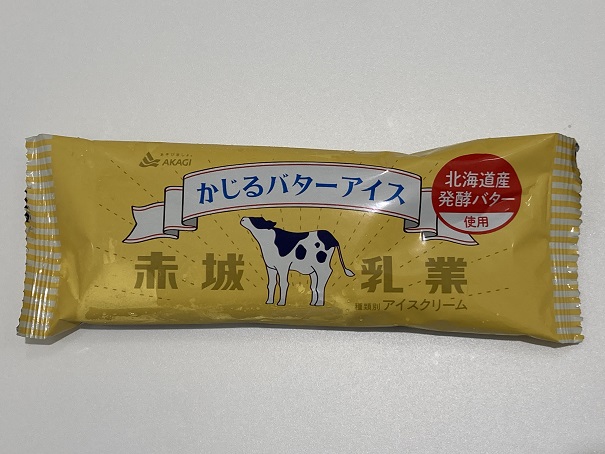 AKAGI
かじるバターアイス
北海道産
発酵バター
使用
赤城 乳業
種類別 アイスクリーム